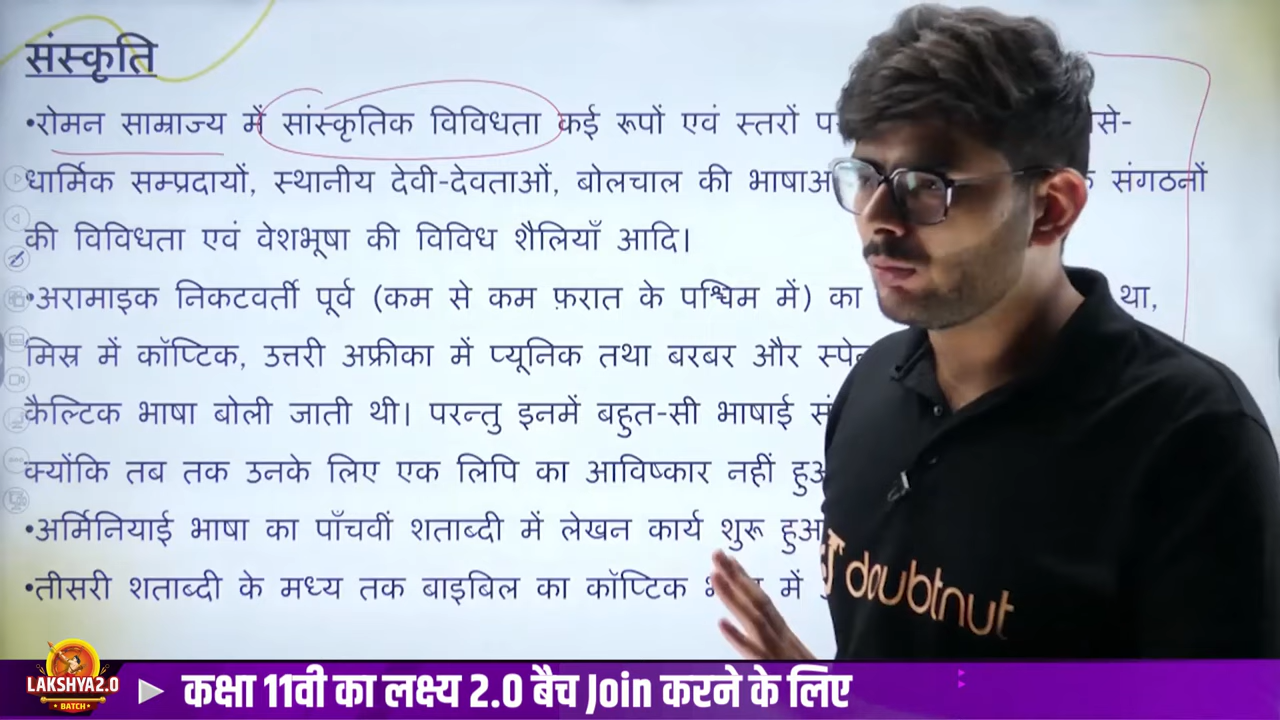 संस्कृति
•रोमन साम्राज्य में सांस्कृतिक विविधता कई रूपों एवं स्तरों
धार्मिक सम्प्रदायों, स्थानीय देवी-देवताओं, बोलचाल की संगठनों
की विविधता एवं वेशभूषा की विविध शैलियाँ आदि।
•अरामाइक निकटवर्ती पूर्व (कम से कम फ़रात के पश्चिम में) का था,
मिस्र में कॉप्टिक, उत्तरी अफ्रीका में प्यूनिक तथा बरबर और
कैल्टिक भाषा बोली जाती थी। परन्तु इनमें बहुत-सी भाषाई
क्योंकि तब तक उनके लिए एक लिपि का आविष्कार नहीं
•अर्मिनियाई भाषा का पाँचवीं शताब्दी में लेखन कार्य शुरू
•तीसरी शताब्दी के मध्य तक बाइबिल का कॉप्टिक में
doubtnut
LAKSHYA2.0
BATCH
कक्षा 11वी का लक्ष्य 2.0 बैच Join करने के लिए